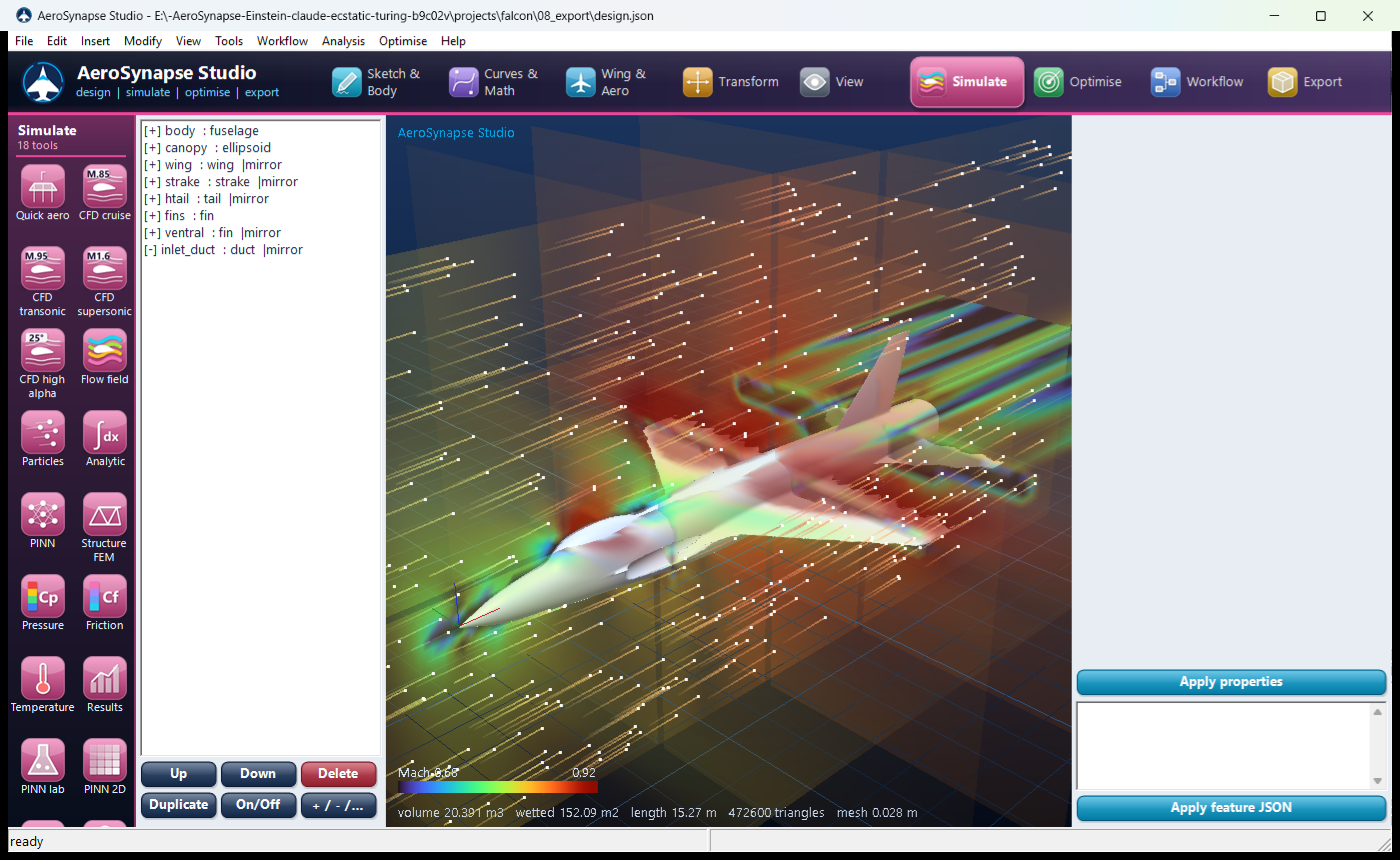 AeroSynapse Studio - E:\-AeroSynapse-Einstein-claude-ecstatic-turing-b9c02v\projects\falcon\08_export\design.json
File Edit Insert Modify View Tools Workflow Analysis Optimise Help
AeroSynapse Studio
design | simulate | optimise | export
Sketch &
Body
Curves &
Math
Wing &
Aero
Transform
View
Simulate
Optimise
Workflow
Export
Simulate
18 tools
Quick aero
M.85
CFD cruise
M.95
CFD
transonic
M1.6
CFD
supersonic
25°
CFD high
alpha
Flow field
Particles
∫dx
Analytic
PINN
Structure
FEM
Cp
Pressure
Cf
Friction
Temperature
Results
PINN lab
PINN 2D
[+] body : fuselage
[+] canopy : ellipsoid
[+] wing : wing |mirror
[+] strake : strake |mirror
[+] htail : tail |mirror
[+] fins : fin
[+] ventral : fin |mirror
[-] inlet_duct : duct |mirror
Up
Down
Delete
Duplicate
On/Off
+ / - /...
AeroSynapse Studio
Mach 0.68
0.92
volume 20.391 m3 wetted 152.09 m2 length 15.27 m 472600 triangles mesh 0.028 m
Apply properties
Apply feature JSON
ready